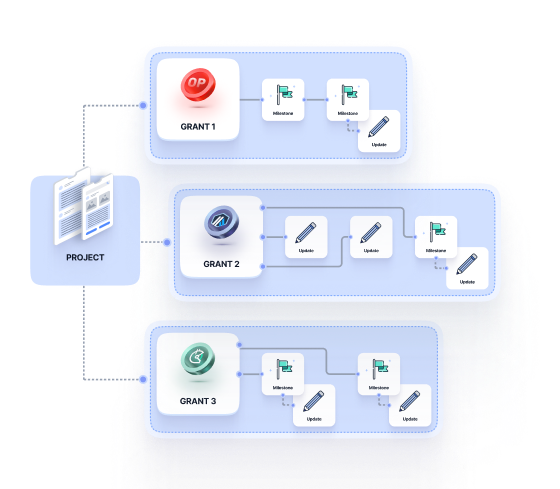 OP
GRANT 1
Milestone
Milestone
Update
PROJECT
GRANT 2
Update
Update
Milestone
Update
GRANT 3
Milestone
Milestone
Update
Update